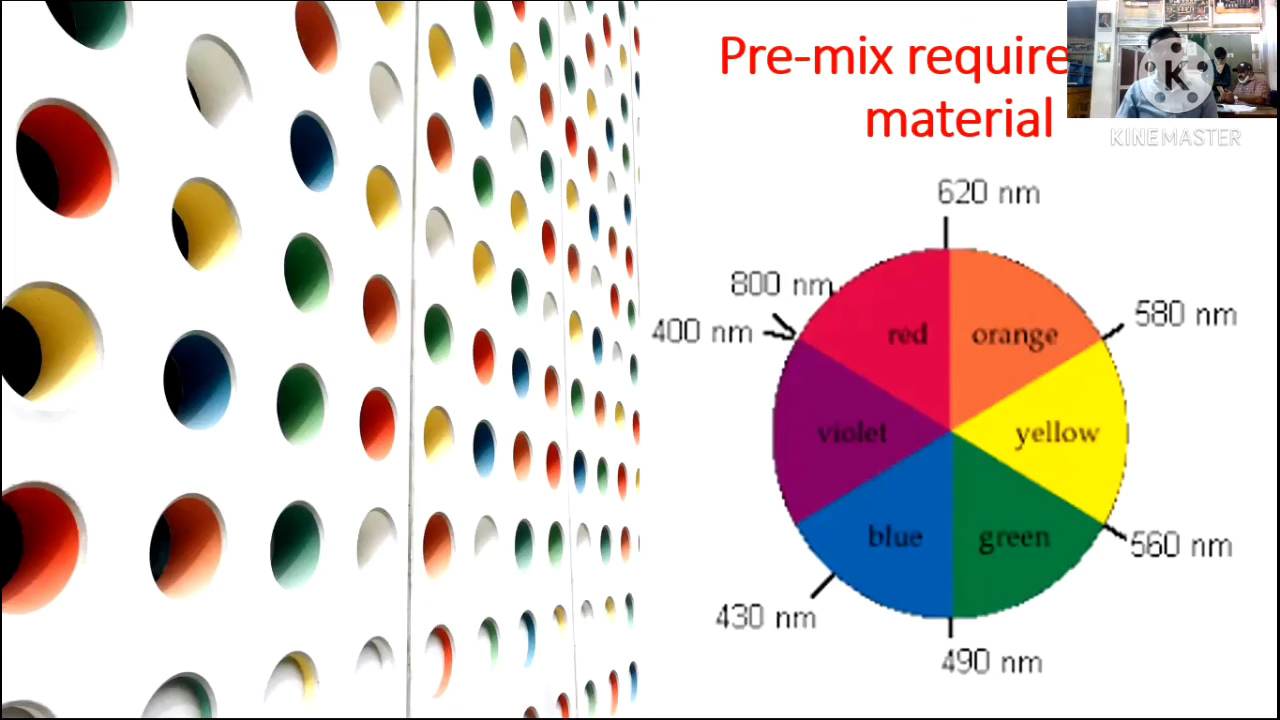 Pre-mix require
material
K
KINEMASTER
620 nm
800 nm
580 nm
400 nm
red
orange
violet
yellow
blue
green
560 nm
430 nm
490 nm